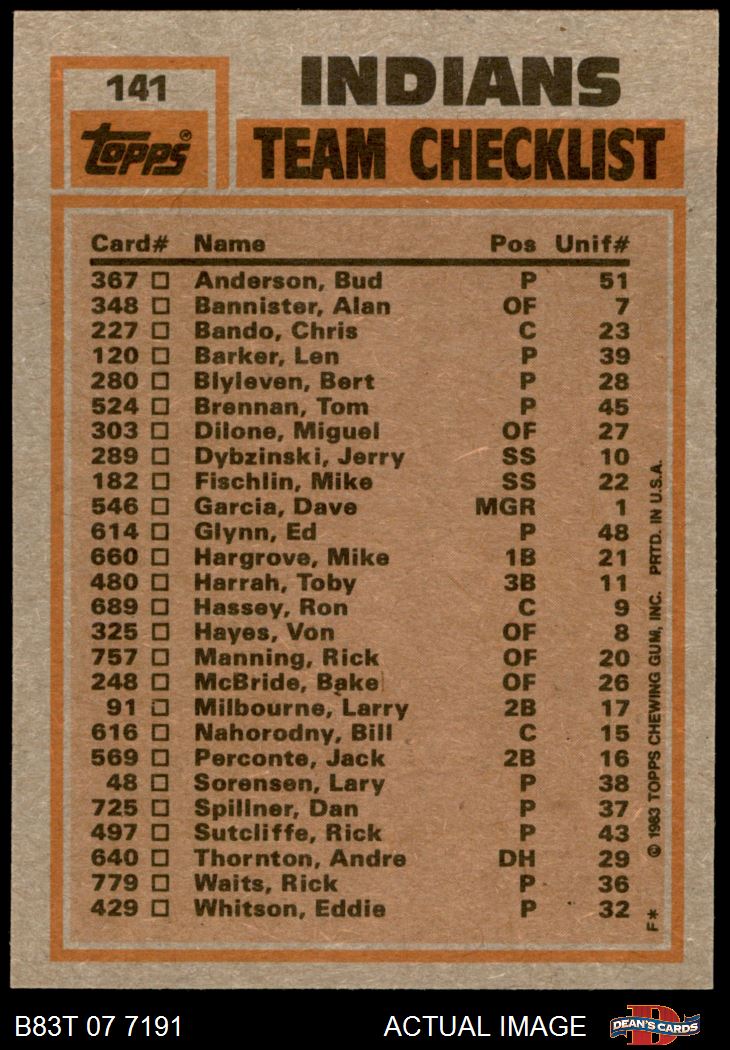 141
INDIANS
topps®
TEAM CHECKLIST
Card# Name Pos Unif#
367 Anderson, Bud P 51
348 Bannister, Alan OF 7
227 Bando, Chris C 23
120 Barker, Len P 39
280 Blyleven, Bert P 28
524 Brennan, Tom P 45
303 Dilone, Miguel OF 27
289 Dybzinski, Jerry SS 10
182 Fischlin, Mike SS 22
546 Garcia, Dave MGR 1
614 Glynn, Ed P 48
660 Hargrove, Mike 1B 21
480 Harrah, Toby 3B 11
689 Hassey, Ron C 9
325 Hayes, Von OF 8
757 Manning, Rick OF 20
248 McBride, Bake OF 26
91 Milbourne, Larry 2B 17
616 Nahorodny, Bill C 15
569 Perconte, Jack 2B 16
48 Sorensen, Lary P 38
725 Spillner, Dan P 37
497 Sutcliffe, Rick P 43
640 Thornton, Andre DH 29
779 Waits, Rick P 36
429 Whitson, Eddie P 32
F* © 1983 TOPPS CHEWING GUM, INC. PRTD. IN U.S.A.
B83T 07 7191 ACTUAL IMAGE
D DEAN'S CARDS